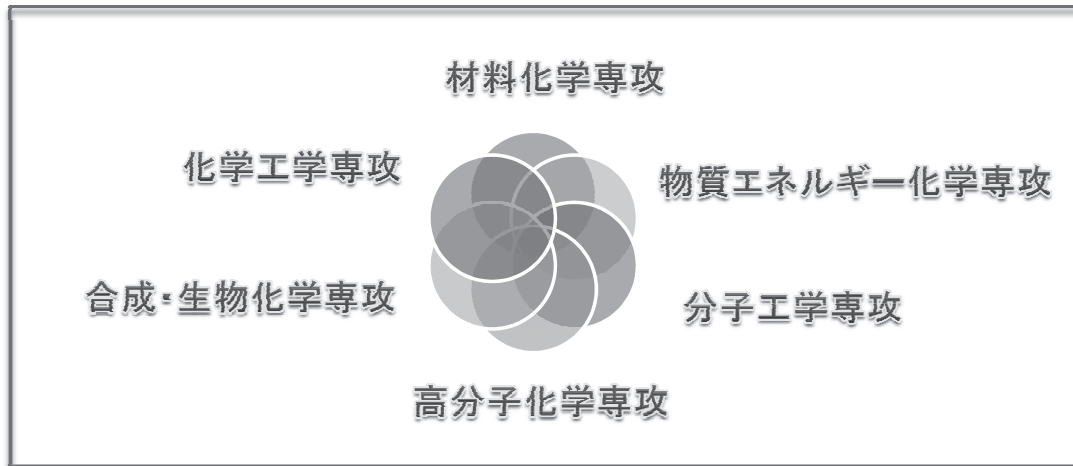 材料化学専攻
化学工学専攻
物質エネルギー化学専攻
合成・生物化学専攻
分子工学専攻
高分子化学専攻